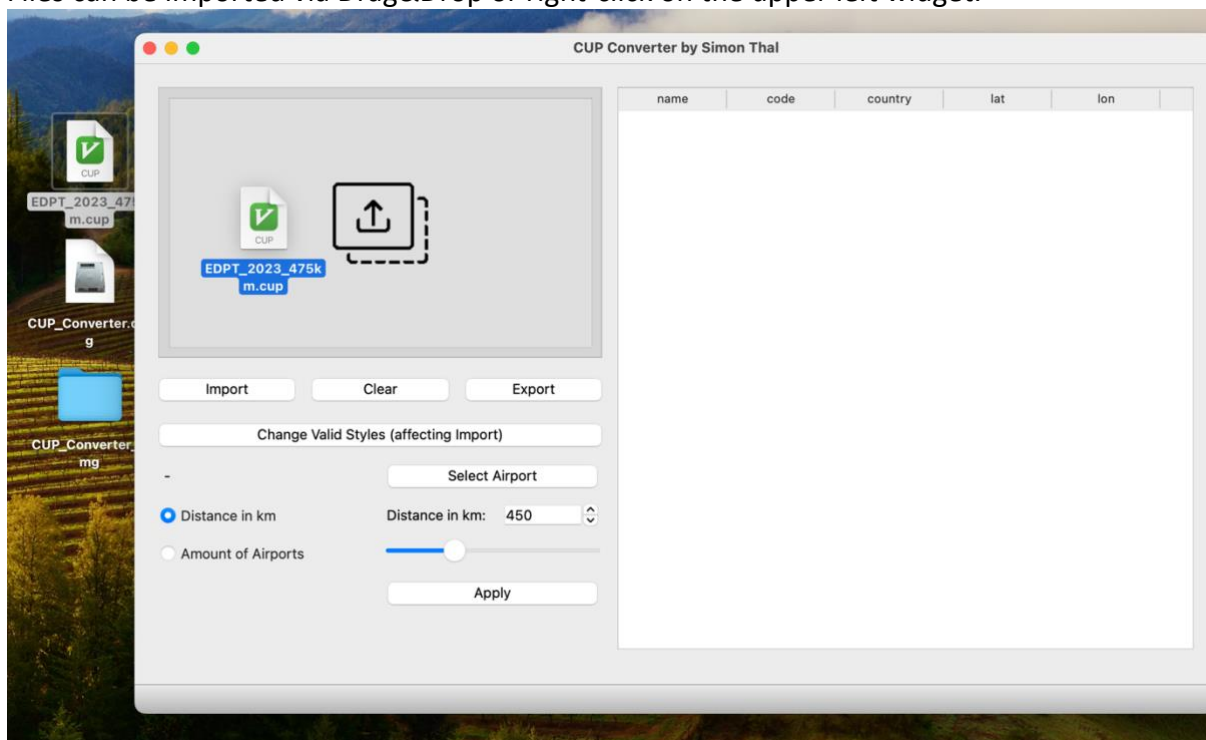 Files can be imported via Drag&Drop or right-click on the upper left widget.
CUP Converter by Simon Thal
name code country lat lon
CUP
EDPT_2023_47
m.cup
CUP
EDPT_2023_475k
m.cup
CUP_Converter.
g
Import Clear Export
Change Valid Styles (affecting Import)
CUP_Converter_
mg
- Select Airport
Distance in km Distance in km: 450
Amount of Airports
Apply